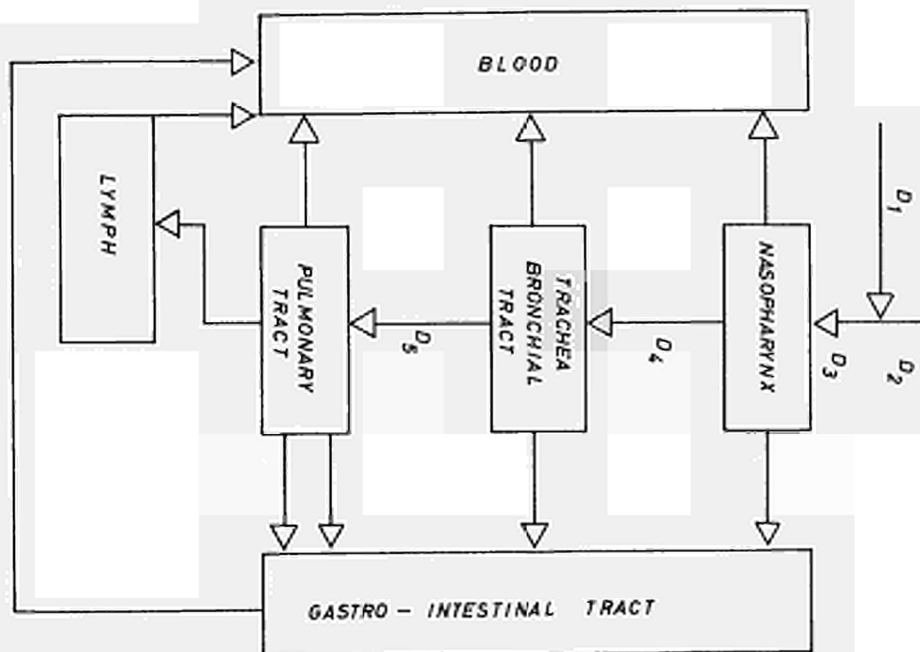 BLOOD
D1
LYMPH
NASOPHARYNX
TRACHEA
BRONCHIAL
TRACT
PULMONARY
TRACT
D2
D3
D4
D5
GASTRO - INTESTINAL TRACT